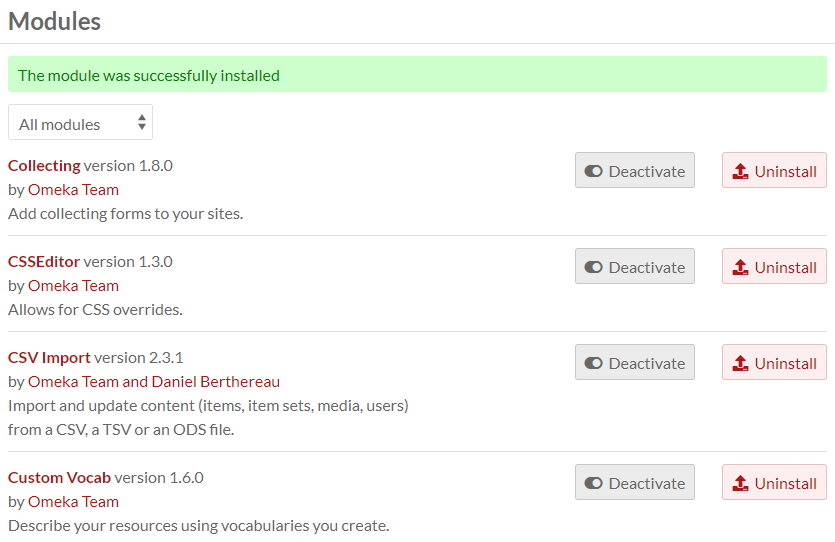 Modules
The module was successfully installed
All modules
Collecting version 1.8.0
Deactivate
Uninstall
by Omeka Team
Add collecting forms to your sites.
CSSEditor version 1.3.0
Deactivate
Uninstall
by Omeka Team
Allows for CSS overrides.
CSV Import version 2.3.1
Deactivate
Uninstall
by Omeka Team and Daniel Berthereau
Import and update content (items, item sets, media, users)
from a CSV, a TSV or an ODS file.
Custom Vocab version 1.6.0
Deactivate
Uninstall
by Omeka Team
Describe your resources using vocabularies you create.